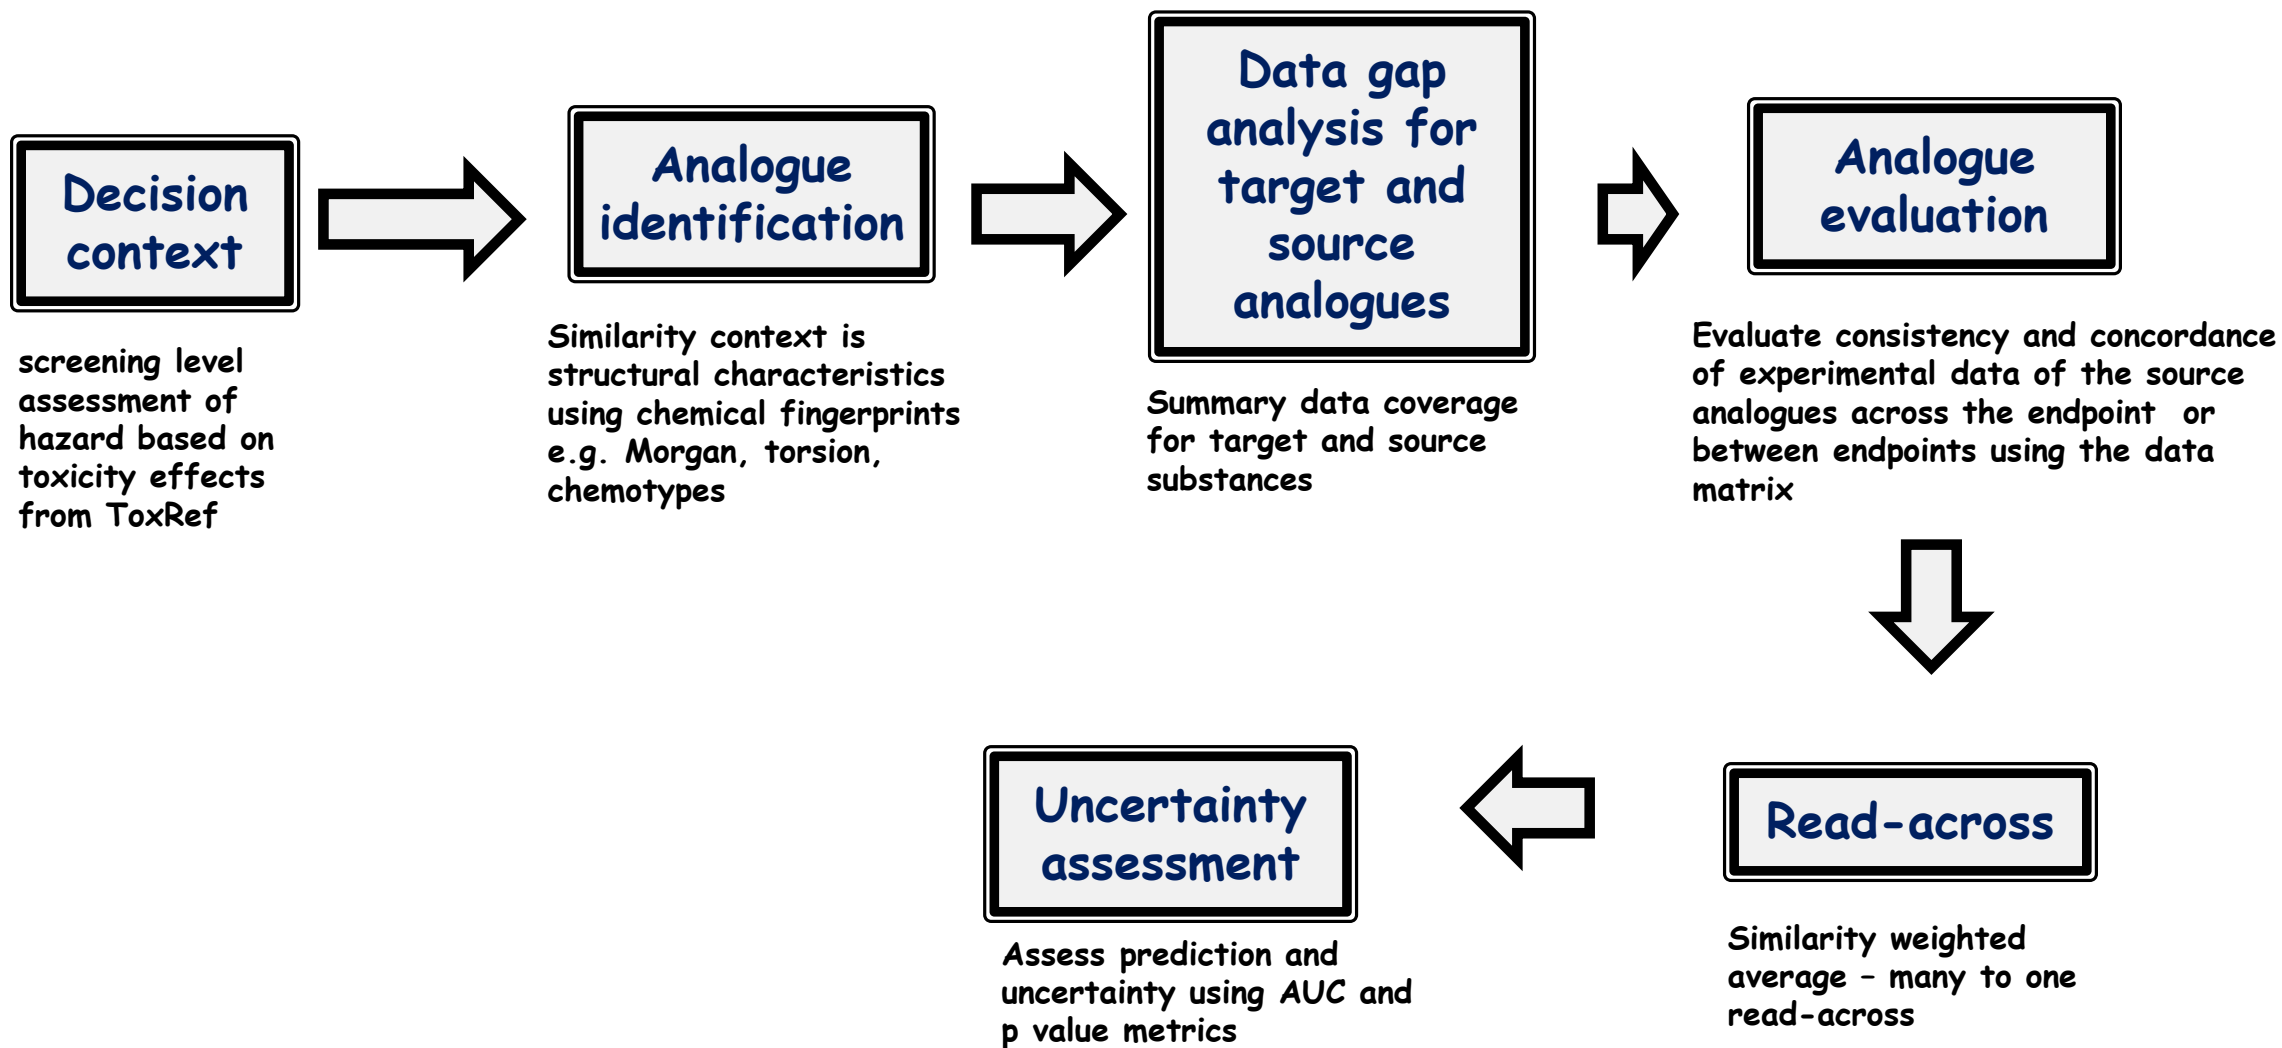 Decision
context
screening level
assessment of
hazard based on
toxicity effects
from ToxRef
Analogue
identification
Similarity context is
structural characteristics
using chemical fingerprints
e.g. Morgan, torsion,
chemotypes
Data gap
analysis for
target and
source
analogues
Summary data coverage
for target and source
substances
Analogue
evaluation
Evaluate consistency and concordance
of experimental data of the source
analogues across the endpoint or
between endpoints using the data
matrix
Read-across
Similarity weighted
average – many to one
read-across
Uncertainty
assessment
Assess prediction and
uncertainty using AUC and
p value metrics